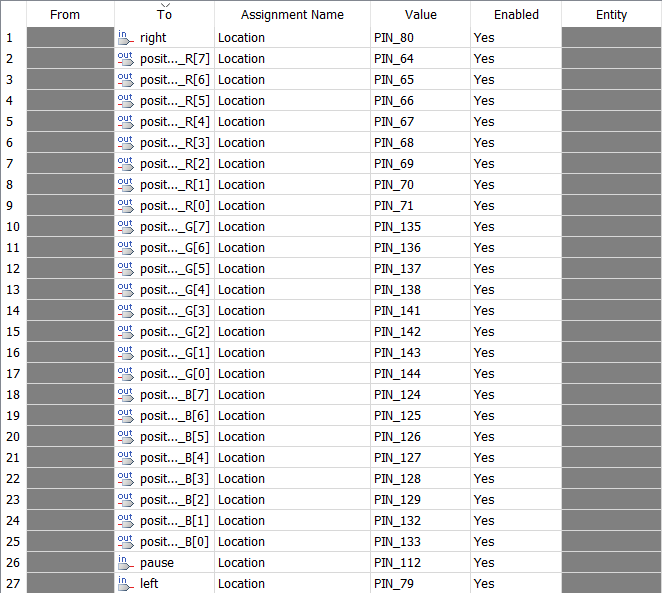 From To Assignment Name Value Enabled Entity
1 in right Location PIN_80 Yes
2 out posit..._R[7] Location PIN_64 Yes
3 out posit..._R[6] Location PIN_65 Yes
4 out posit..._R[5] Location PIN_66 Yes
5 out posit..._R[4] Location PIN_67 Yes
6 out posit..._R[3] Location PIN_68 Yes
7 out posit..._R[2] Location PIN_69 Yes
8 out posit..._R[1] Location PIN_70 Yes
9 out posit..._R[0] Location PIN_71 Yes
10 out posit..._G[7] Location PIN_135 Yes
11 out posit..._G[6] Location PIN_136 Yes
12 out posit..._G[5] Location PIN_137 Yes
13 out posit..._G[4] Location PIN_138 Yes
14 out posit..._G[3] Location PIN_141 Yes
15 out posit..._G[2] Location PIN_142 Yes
16 out posit..._G[1] Location PIN_143 Yes
17 out posit..._G[0] Location PIN_144 Yes
18 out posit..._B[7] Location PIN_124 Yes
19 out posit..._B[6] Location PIN_125 Yes
20 out posit..._B[5] Location PIN_126 Yes
21 out posit..._B[4] Location PIN_127 Yes
22 out posit..._B[3] Location PIN_128 Yes
23 out posit..._B[2] Location PIN_129 Yes
24 out posit..._B[1] Location PIN_132 Yes
25 out posit..._B[0] Location PIN_133 Yes
26 in pause Location PIN_112 Yes
27 in left Location PIN_79 Yes